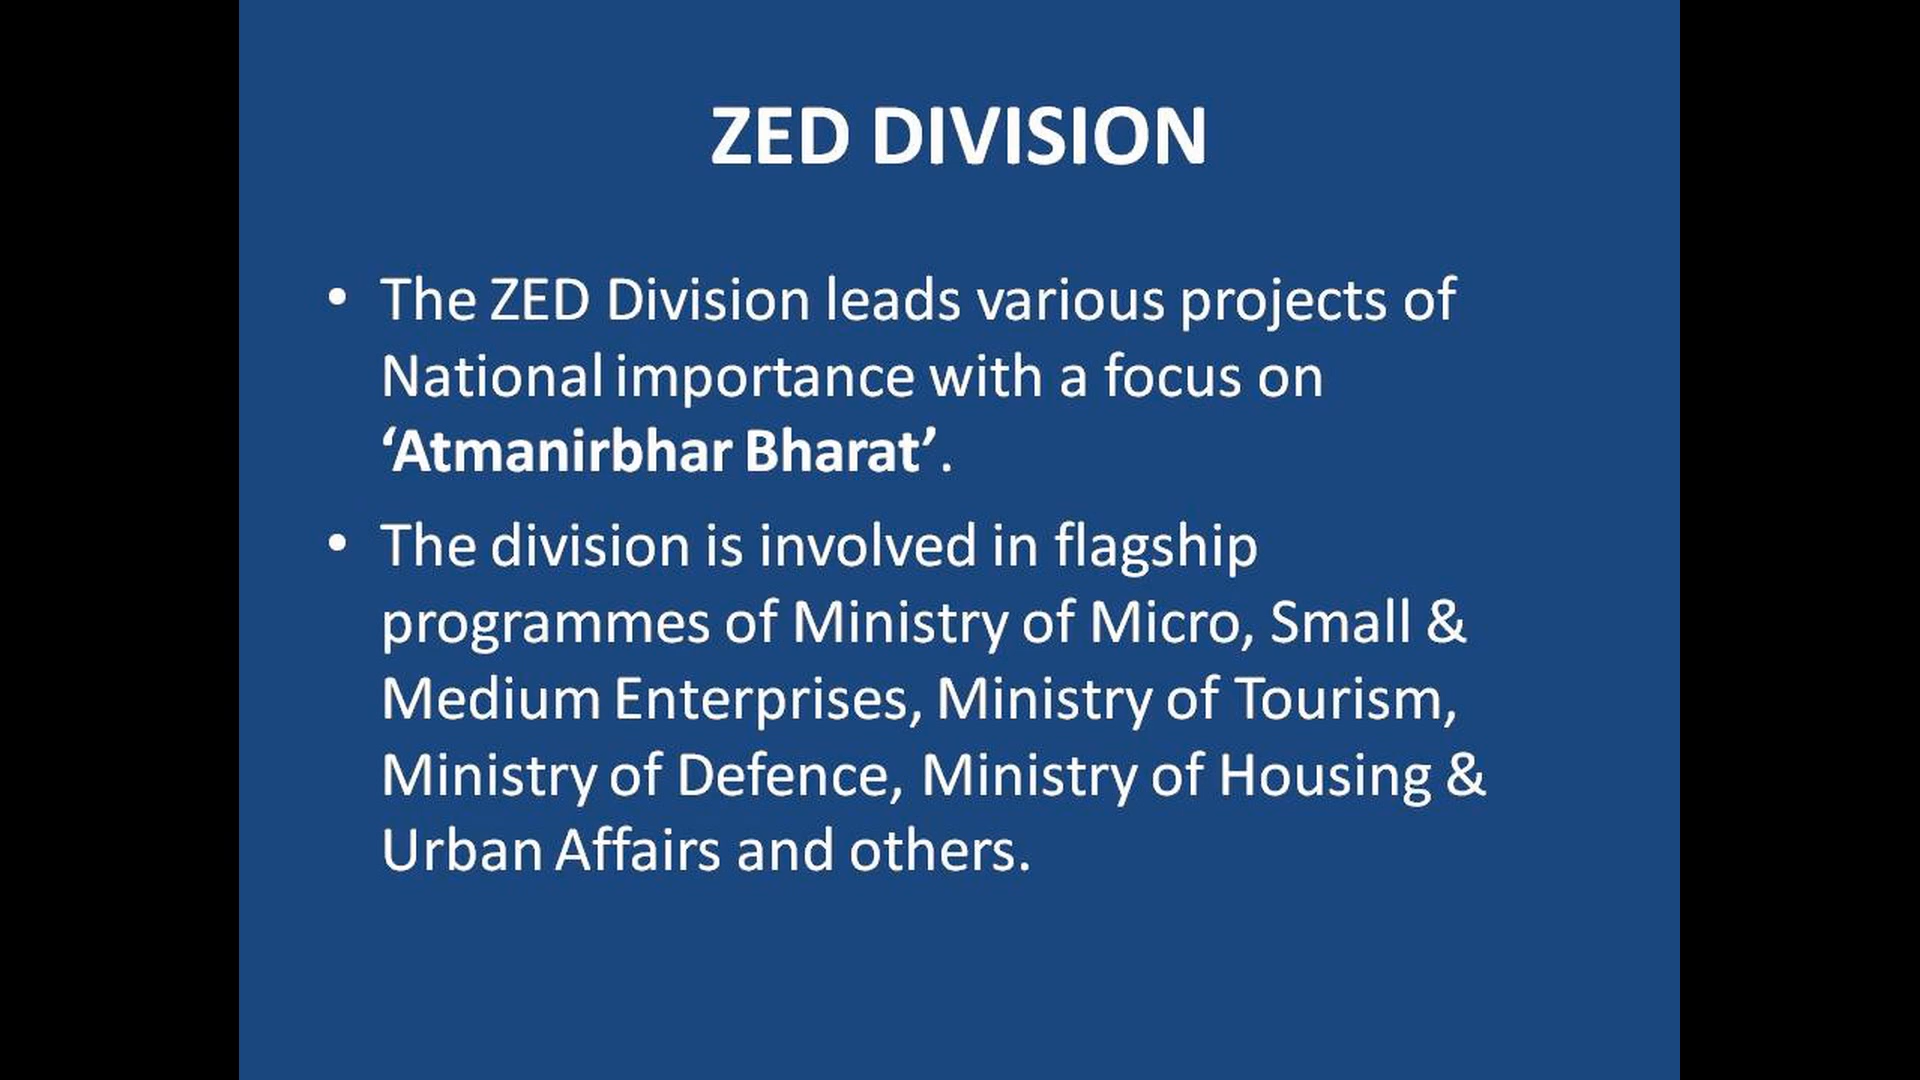 ZED DIVISION
• The ZED Division leads various projects of
National importance with a focus on
‘Atmanirbhar Bharat’.
• The division is involved in flagship
programmes of Ministry of Micro, Small &
Medium Enterprises, Ministry of Tourism,
Ministry of Defence, Ministry of Housing &
Urban Affairs and others.